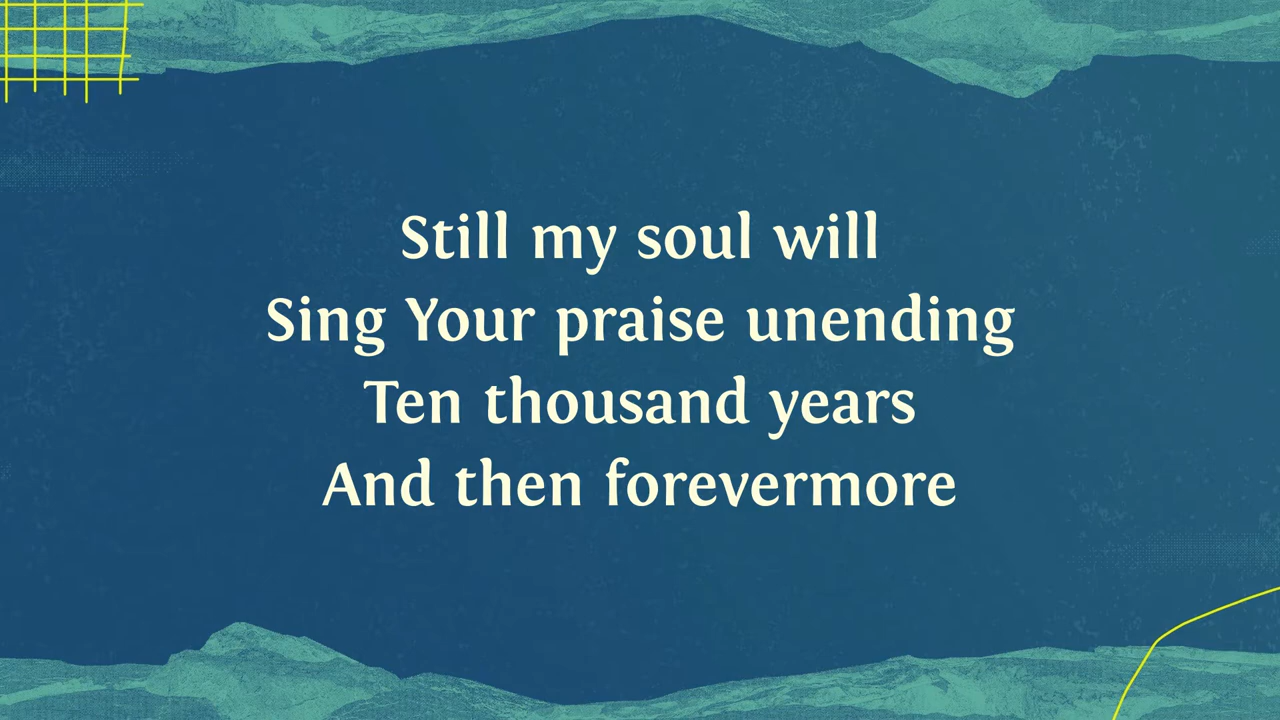 Still my soul will
Sing Your praise unending
Ten thousand years
And then forevermore